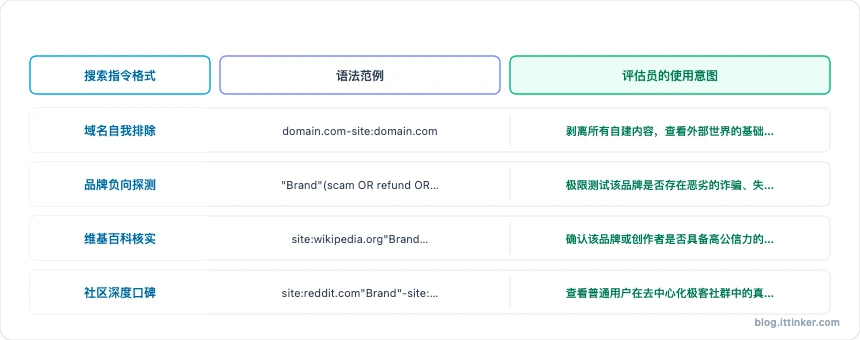 搜索指令格式 语法范例 评估员的使用意图
域名自我排除 domain.com-site:domain.com 剥离所有自建内容，查看外部世界的基础...
品牌负向探测 "Brand"(scam OR refund OR... 极限测试该品牌是否存在恶劣的诈骗、失...
维基百科核实 site:wikipedia.org"Brand... 确认该品牌或创作者是否具备高公信力的...
社区深度口碑 site:reddit.com"Brand"-site:... 查看普通用户在去中心化极客社群中的真...
blog.ittinker.com